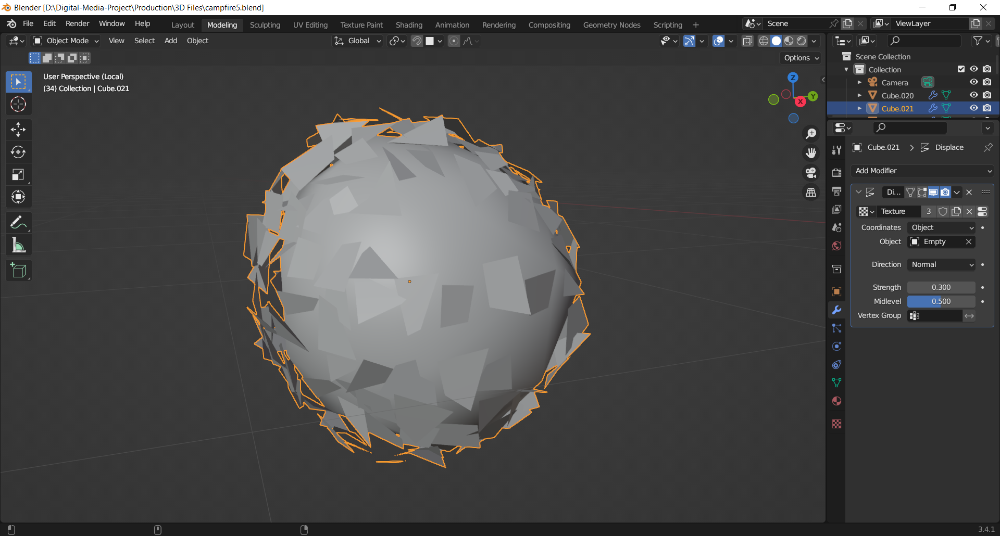 Blender [D:\Digital-Media-Project\Production\3D Files\campfire5.blend]
File Edit Render Window Help Layout Modeling Sculpting UV Editing Texture Paint Shading Animation Rendering Compositing Geometry Nodes Scripting + Scene ViewLayer
Object Mode View Select Add Object Global
Options
User Perspective (Local)
(34) Collection | Cube.021
Z
Y
X
Scene Collection
Collection
Camera
Cube.020
Cube.021
Cube.021 > Displace
Add Modifier
Di...
Texture 3
Coordinates Object
Object Empty
Direction Normal
Strength 0.300
Midlevel 0.500
Vertex Group
3.4.1